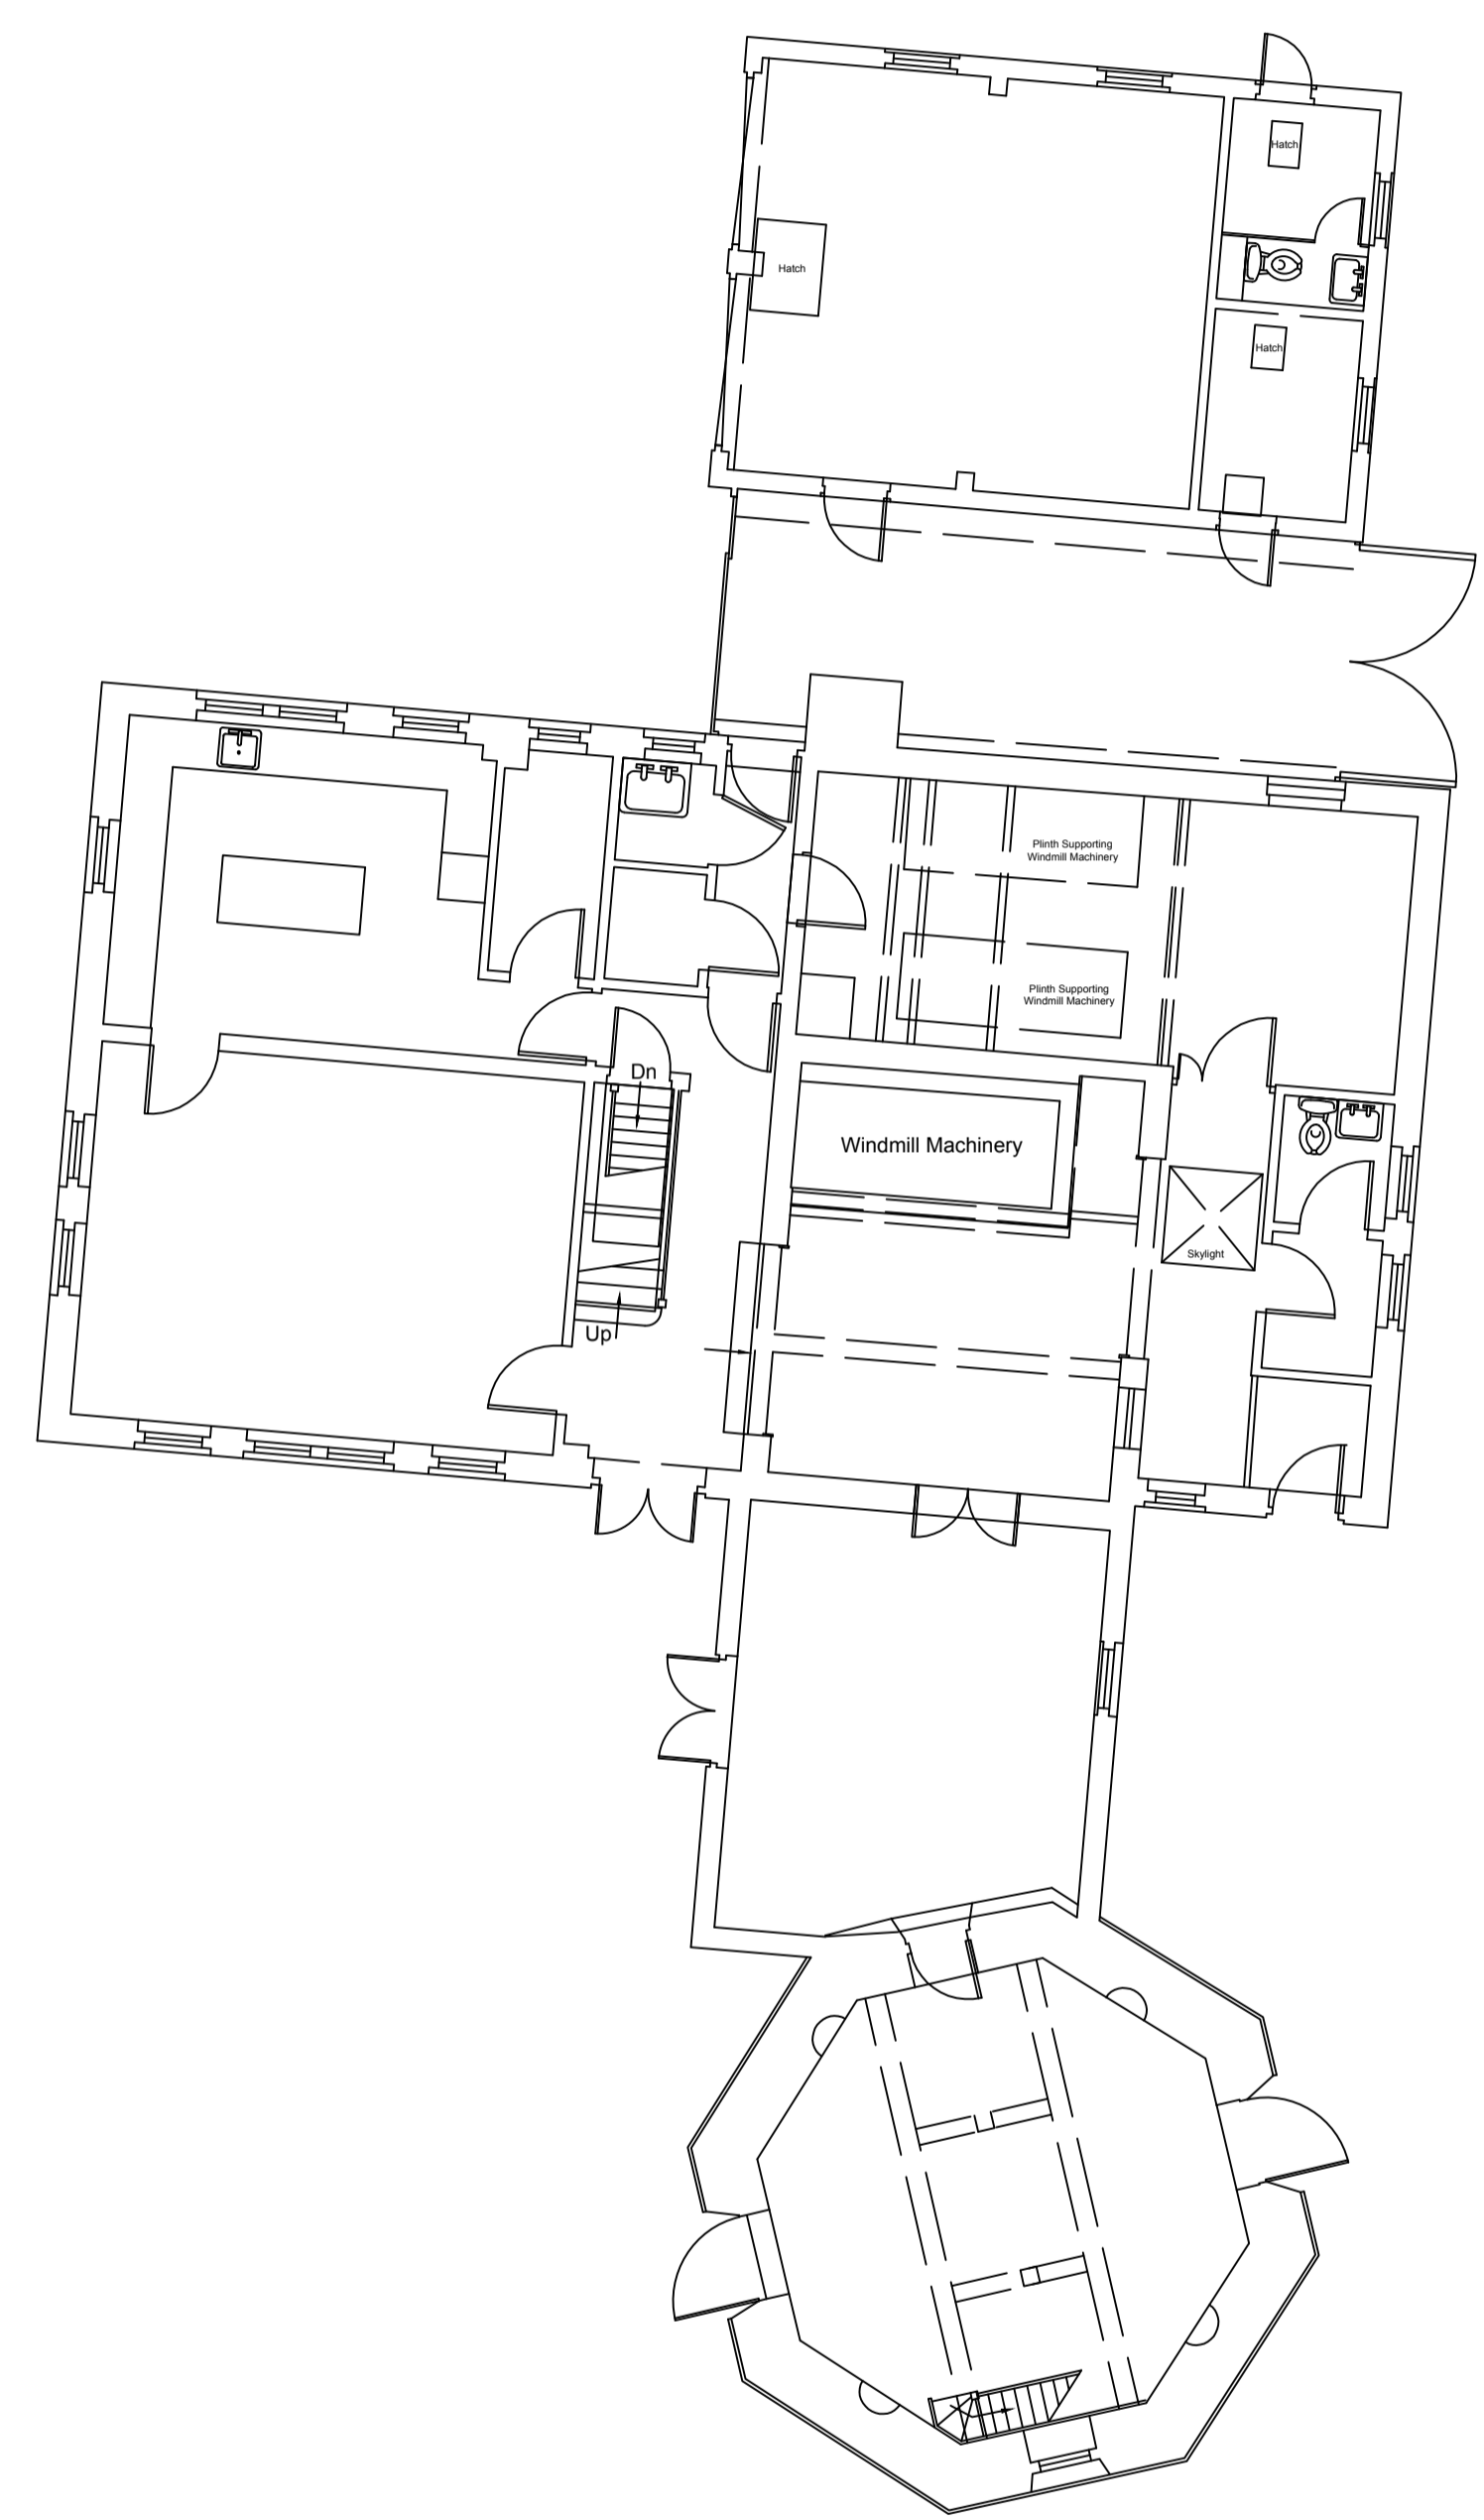 Hatch
Hatch
Hatch
Plinth Supporting
Windmill Machinery
Plinth Supporting
Windmill Machinery
Dn
Windmill Machinery
Skylight
Up